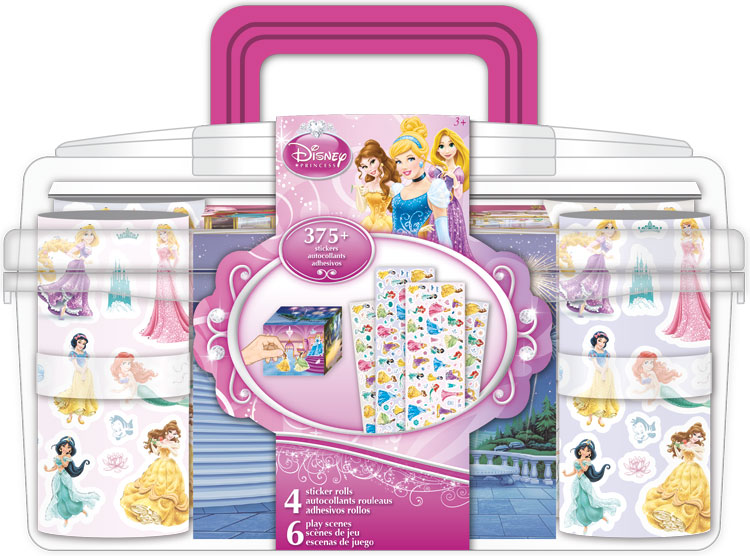 3+
Disney
PRINCESS
375+
stickers
autocollants
adhesivos
4 sticker rolls
autocollants rouleaux
adhesivos rollos
6 play scenes
scènes de jeu
escenas de juego